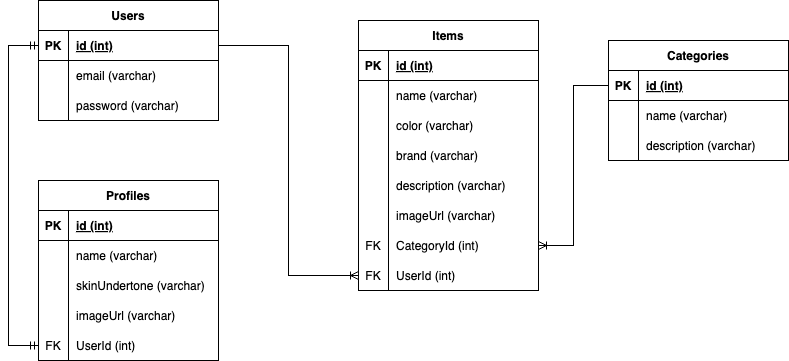 Users
PK id (int)
email (varchar)
password (varchar)
Profiles
PK id (int)
name (varchar)
skinUndertone (varchar)
imageUrl (varchar)
FK UserId (int)
Items
PK id (int)
name (varchar)
color (varchar)
brand (varchar)
description (varchar)
imageUrl (varchar)
FK CategoryId (int)
FK UserId (int)
Categories
PK id (int)
name (varchar)
description (varchar)